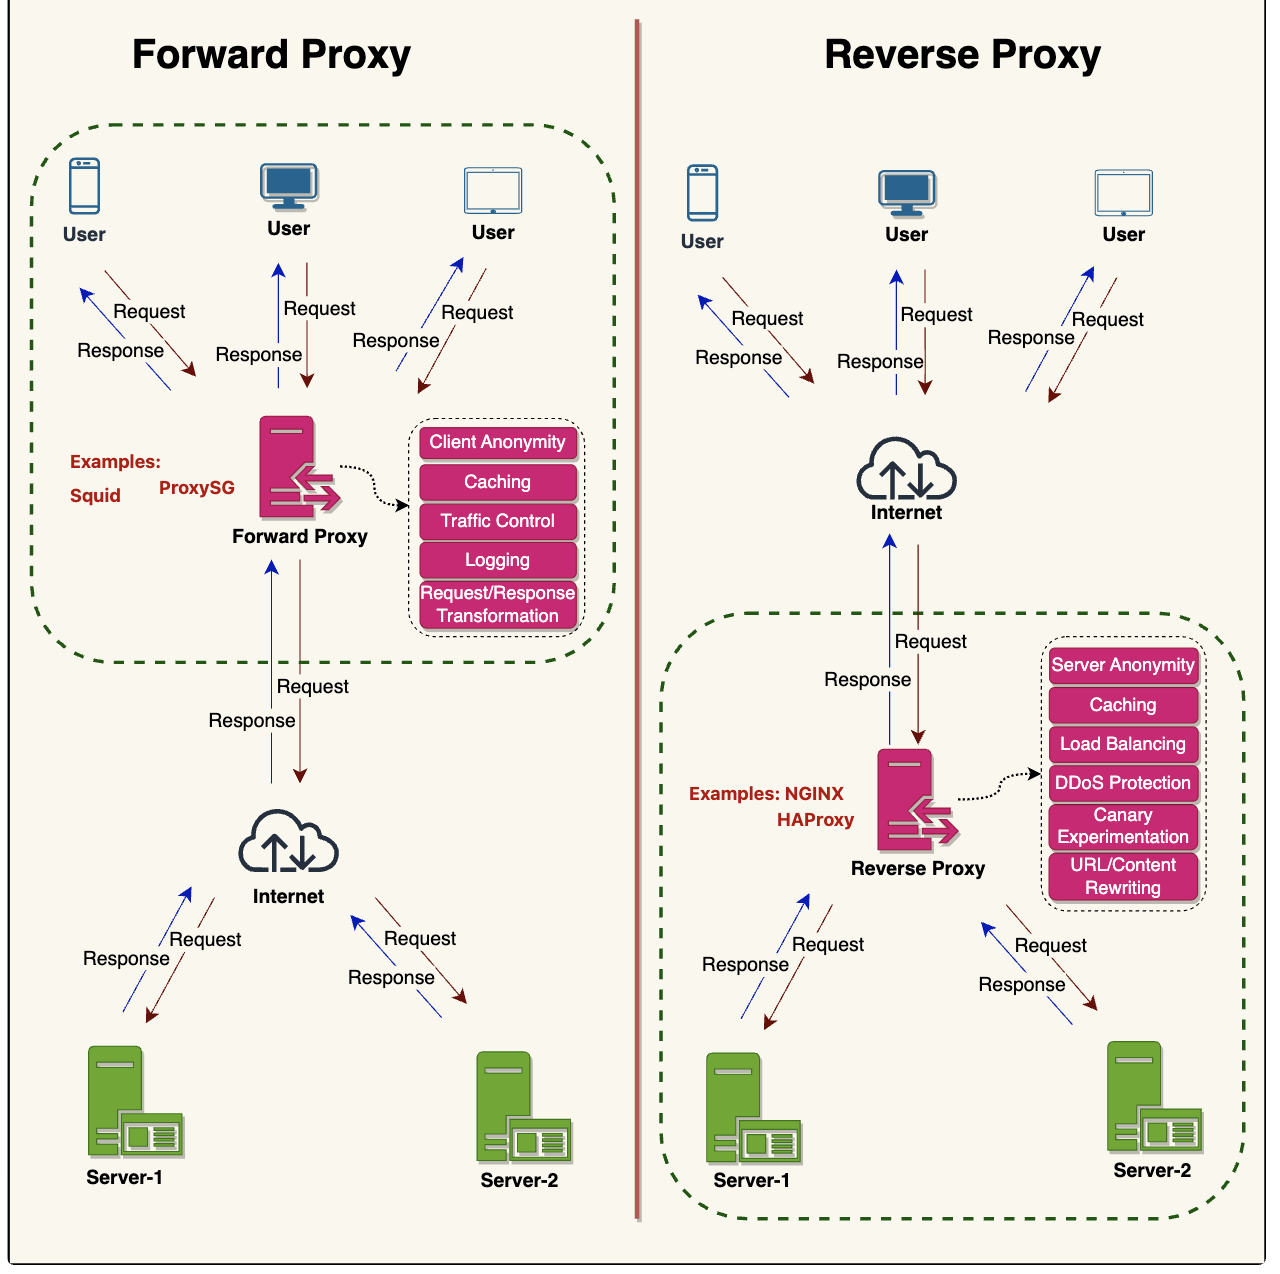 Forward Proxy
User
User
User
Request
Response
Request
Response
Request
Response
Examples:
Squid
ProxySG
Forward Proxy
Client Anonymity
Caching
Traffic Control
Logging
Request/Response
Transformation
Request
Response
Internet
Request
Response
Request
Response
Server-1
Server-2
Reverse Proxy
User
User
User
Request
Response
Request
Response
Request
Response
Internet
Request
Response
Examples: NGINX
HAProxy
Reverse Proxy
Server Anonymity
Caching
Load Balancing
DDoS Protection
Canary
Experimentation
URL/Content
Rewriting
Request
Response
Request
Response
Server-1
Server-2